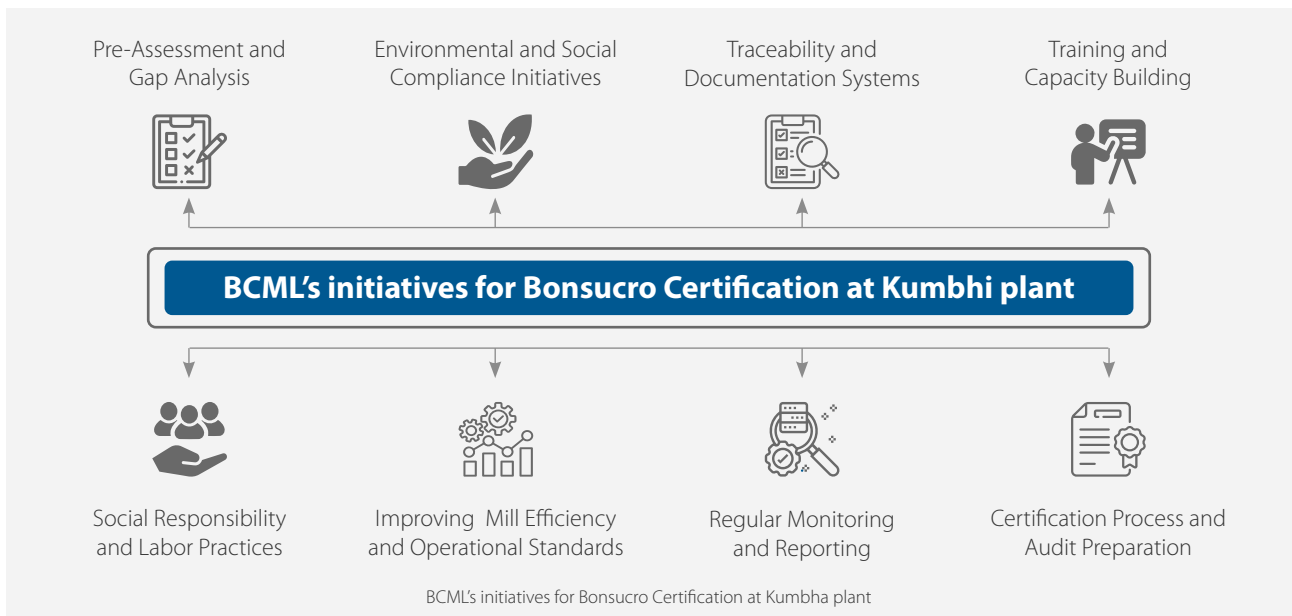 Pre-Assessment and
Gap Analysis
Environmental and Social
Compliance Initiatives
Traceability and
Documentation Systems
Training and
Capacity Building
BCML's initiatives for Bonsucro Certification at Kumbhi plant
Social Responsibility
and Labor Practices
Improving Mill Efficiency
and Operational Standards
Regular Monitoring
and Reporting
Certification Process and
Audit Preparation
BCML's initiatives for Bonsucro Certification at Kumbha plant